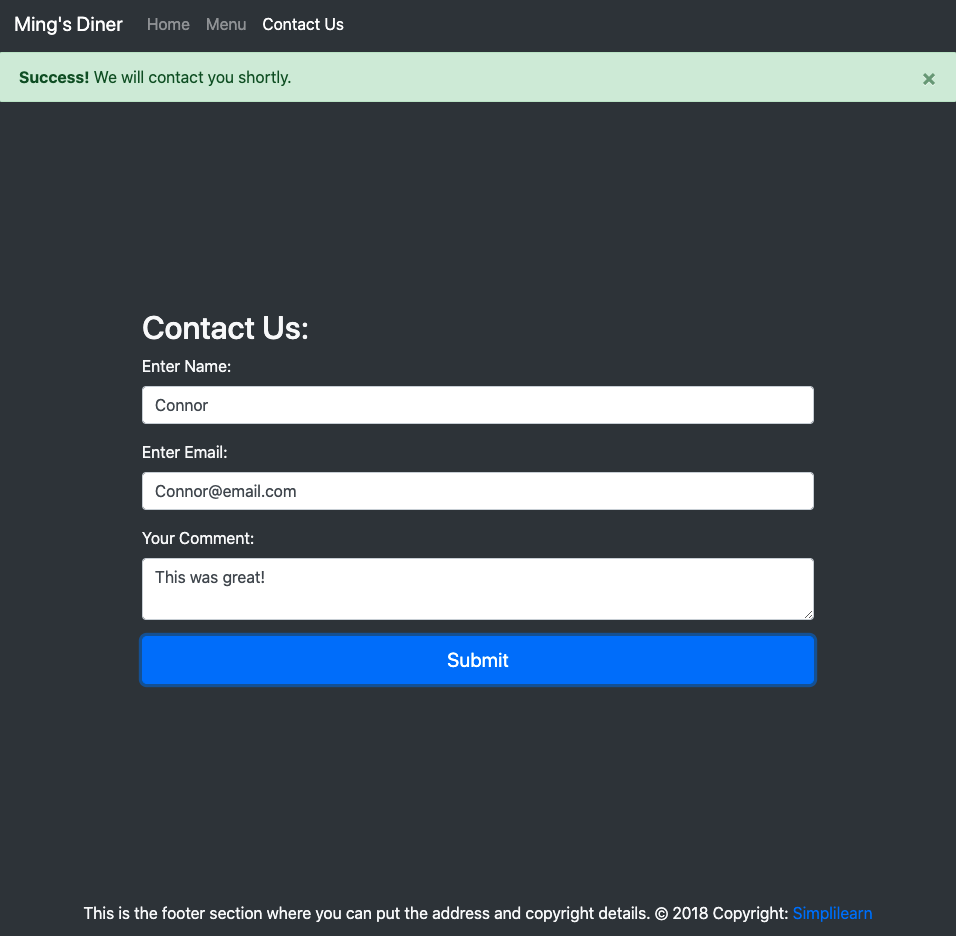 Ming's Diner Home Menu Contact Us
Success! We will contact you shortly. ×
Contact Us:
Enter Name:
Connor
Enter Email:
Connor@email.com
Your Comment:
This was great!
Submit
This is the footer section where you can put the address and copyright details. © 2018 Copyright: Simplilearn